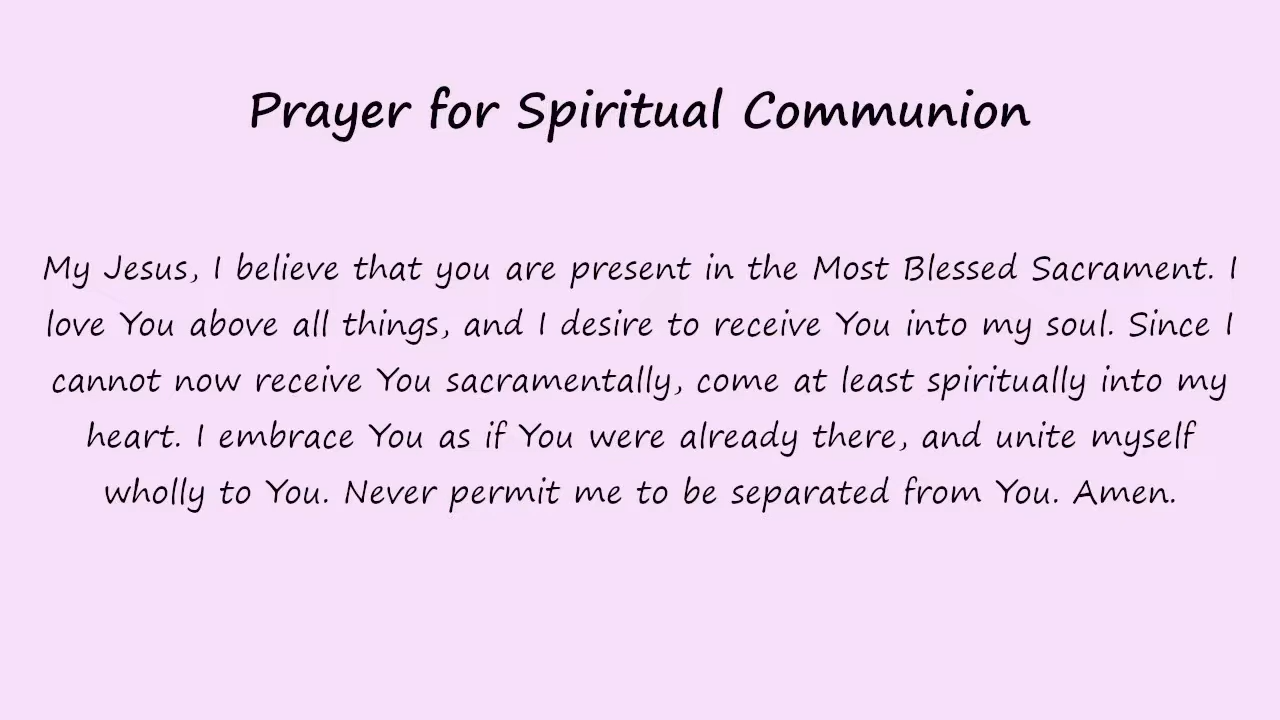 Prayer for Spiritual Communion
My Jesus, I believe that you are present in the Most Blessed Sacrament. I
love You above all things, and I desire to receive You into my soul. Since I
cannot now receive You sacramentally, come at least spiritually into my
heart. I embrace You as if You were already there, and unite myself
wholly to You. Never permit me to be separated from You. Amen.